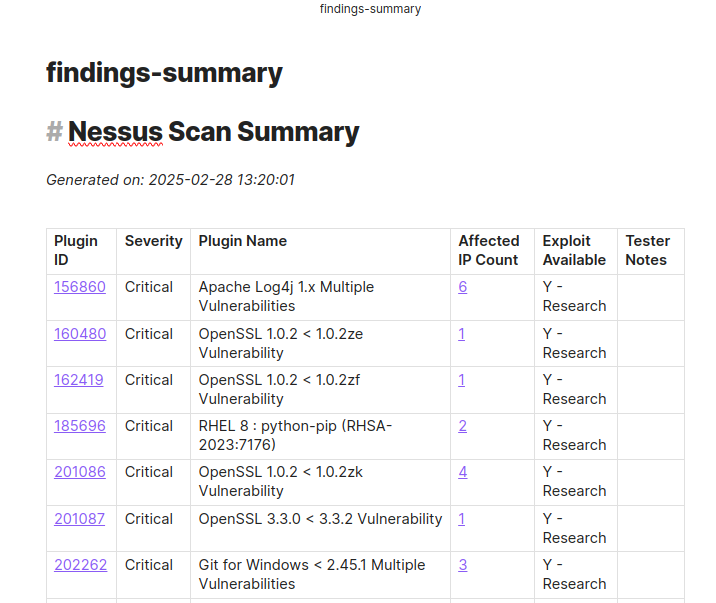 findings-summary
findings-summary
# Nessus Scan Summary
Generated on: 2025-02-28 13:20:01
Plugin ID Severity Plugin Name Affected IP Count Exploit Available Tester Notes
156860 Critical Apache Log4j 1.x Multiple Vulnerabilities 6 Y - Research
160480 Critical OpenSSL 1.0.2 < 1.0.2ze Vulnerability 1 Y - Research
162419 Critical OpenSSL 1.0.2 < 1.0.2zf Vulnerability 1 Y - Research
185696 Critical RHEL 8 : python-pip (RHSA-2023:7176) 2 Y - Research
201086 Critical OpenSSL 1.0.2 < 1.0.2zk Vulnerability 4 Y - Research
201087 Critical OpenSSL 3.3.0 < 3.3.2 Vulnerability 1 Y - Research
202262 Critical Git for Windows < 2.45.1 Multiple Vulnerabilities 3 Y - Research